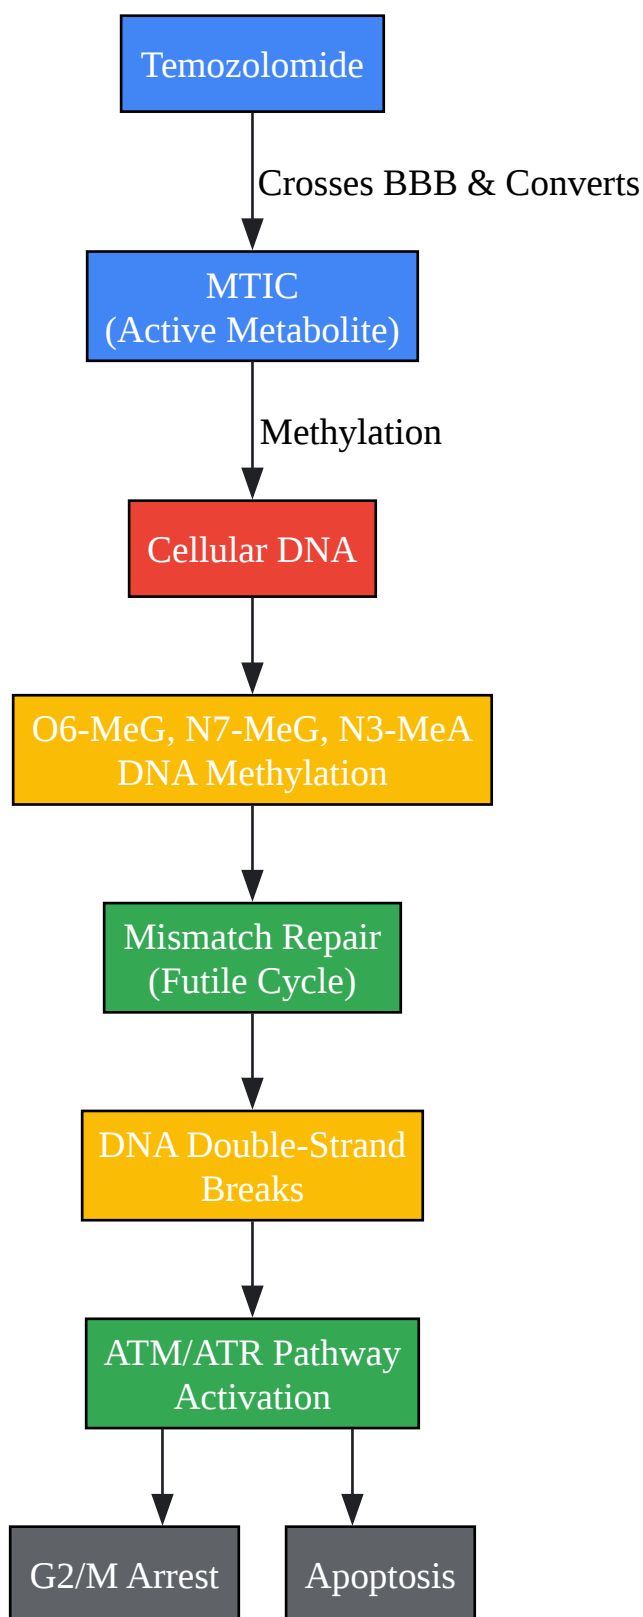 Temozolomide
Crosses BBB & Converts
MTIC
(Active Metabolite)
Methylation
Cellular DNA
O6-MeG, N7-MeG, N3-MeA
DNA Methylation
Mismatch Repair
(Futile Cycle)
DNA Double-Strand
Breaks
ATM/ATR Pathway
Activation
G2/M Arrest
Apoptosis